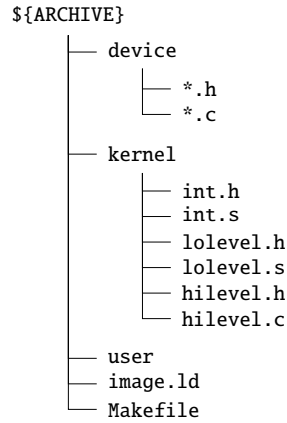 ${ARCHIVE}
device
*.h
*.c
kernel
int.h
int.s
lolevel.h
lolevel.s
hilevel.h
hilevel.c
user
image.ld
Makefile